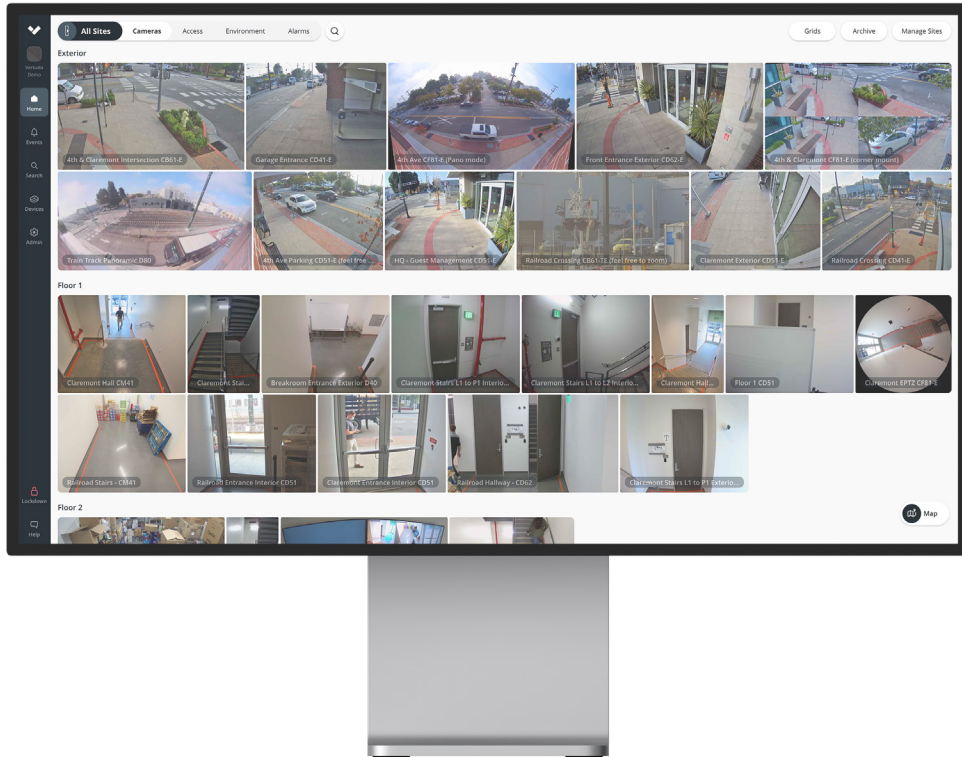 All Sites
Cameras
Access
Environment
Alarms
Grids
Archive
Manage Sites
Verkada
Demo
Home
Events
Search
Devices
Admin
Lockdown
Help
Exterior
4th & Claremont Intersection CB61-E
Garage Entrance CD41-E
4th Ave CF81-E (Pano mode)
Front Entrance Exterior CD62-E
4th & Claremont CF81-E (corner mount)
Train Track Panoramic D80
4th Ave Parking CD51-E (feel free ...
HQ - Guest Management CD51-E
Railroad Crossing CB61-TE (feel free to zoom)
Claremont Exterior CD51-E
Railroad Crossing CD41-E
Floor 1
Claremont Hall CM41
Claremont Stai...
Breakroom Entrance Exterior D40
Claremont Stairs L1 to P1 Interio...
Claremont Stairs L1 to L2 Interio...
Claremont Hall...
Floor 1 CD51
Claremont EPTZ CF81-E
Railroad Stairs - CM41
Railroad Entrance Interior CD51
Claremont Entrance Interior CD51
Railroad Hallway - CD62
Claremont Stairs L1 to P1 Exterio...
Floor 2
Map